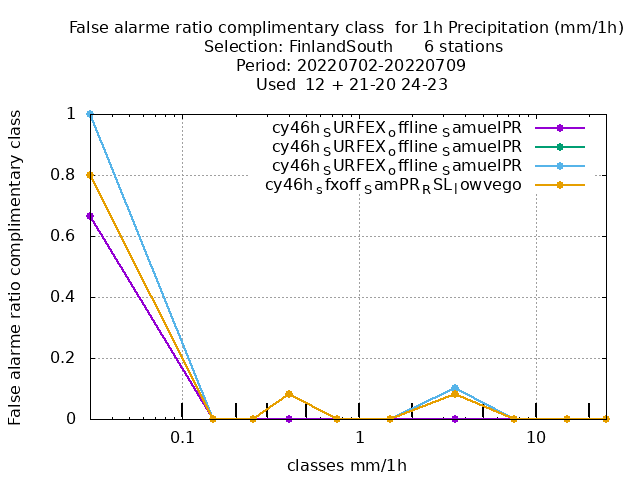 False alarme ratio complimentary class  for 1h Precipitation (mm/1h)
Selection: FinlandSouth      6 stations
Period: 20220702-20220709
Used  12 + 21-20 24-23
False alarme ratio complimentary class
1
0.8
0.6
0.4
0.2
0
cy46h_SURFEX_offline_SamuelPR
cy46h_SURFEX_offline_SamuelPR
cy46h_SURFEX_offline_SamuelPR
cy46h_sfxoff_SamPR_RSL_lowvego
0.1
1
10
classes mm/1h